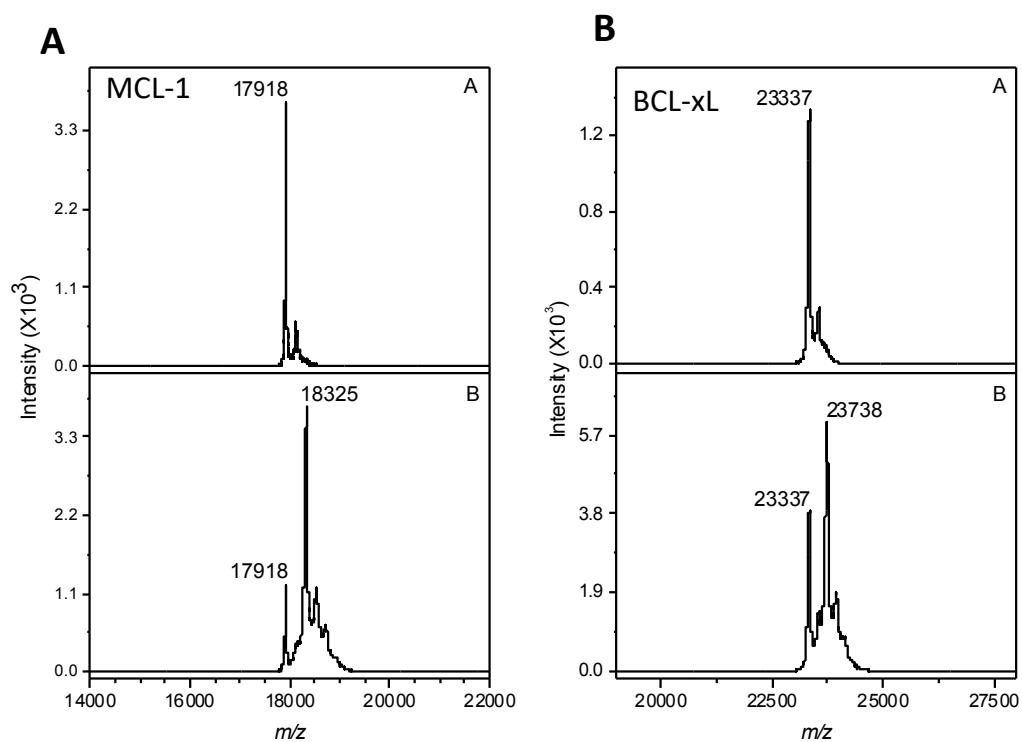 A
MCL-1
17918
A
3.3
2.2
1.1
0.0
18325
B
3.3
2.2
17918
1.1
0.0
Intensity (X10³)
14000 16000 18000 20000 22000
m/z
B
BCL-xL
23337
A
1.2
0.8
0.4
0.0
23738
B
5.7
23337
3.8
1.9
0.0
Intensity (X10³)
20000 22500 25000 27500
m/z